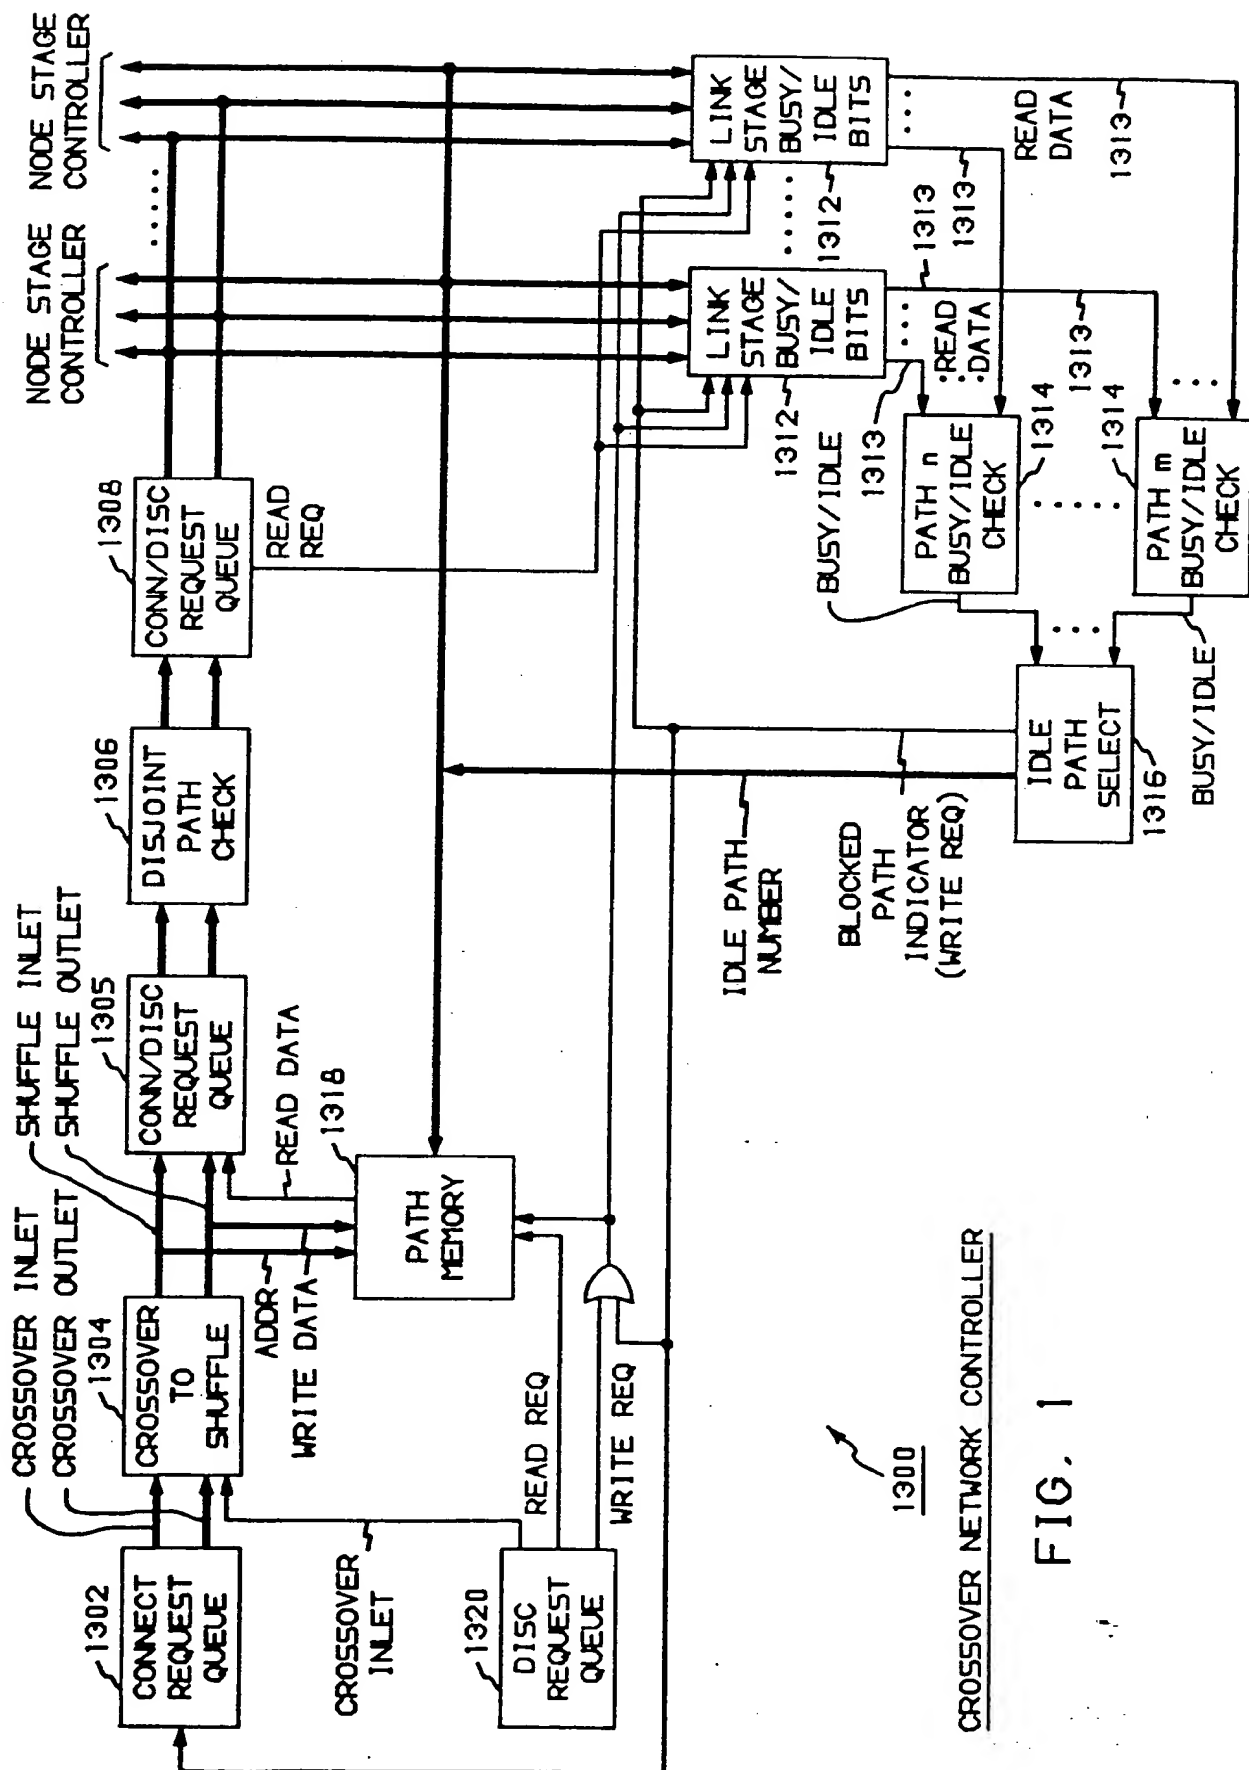 CROSSOVER INLET
CROSSOVER OUTLET
SHUFFLE INLET
SHUFFLE OUTLET
NODE STAGE
CONTROLLER
.....
NODE STAGE
CONTROLLER
1302
CONNECT
REQUEST
QUEUE
1304
CROSSOVER
TO
SHUFFLE
1305
CONN/DISC
REQUEST
QUEUE
1306
DISJOINT
PATH
CHECK
1308
CONN/DISC
REQUEST
QUEUE
ADDR
WRITE DATA
READ DATA
READ
REQ
CROSSOVER
INLET
1318
PATH
MEMORY
1320
DISC
REQUEST
QUEUE
READ REQ
WRITE REQ
IDLE PATH
NUMBER
BLOCKED
PATH
INDICATOR
(WRITE REQ)
LINK
STAGE
BUSY/
IDLE
BITS
1312
.....
LINK
STAGE
BUSY/
IDLE
BITS
1312
1313
READ
DATA
1313
1313
1313
READ
DATA
1313
BUSY/IDLE
PATH n
BUSY/IDLE
CHECK
1314
.....
PATH m
BUSY/IDLE
CHECK
1314
BUSY/IDLE
IDLE
PATH
SELECT
1316
1300
CROSSOVER NETWORK CONTROLLER
FIG. 1